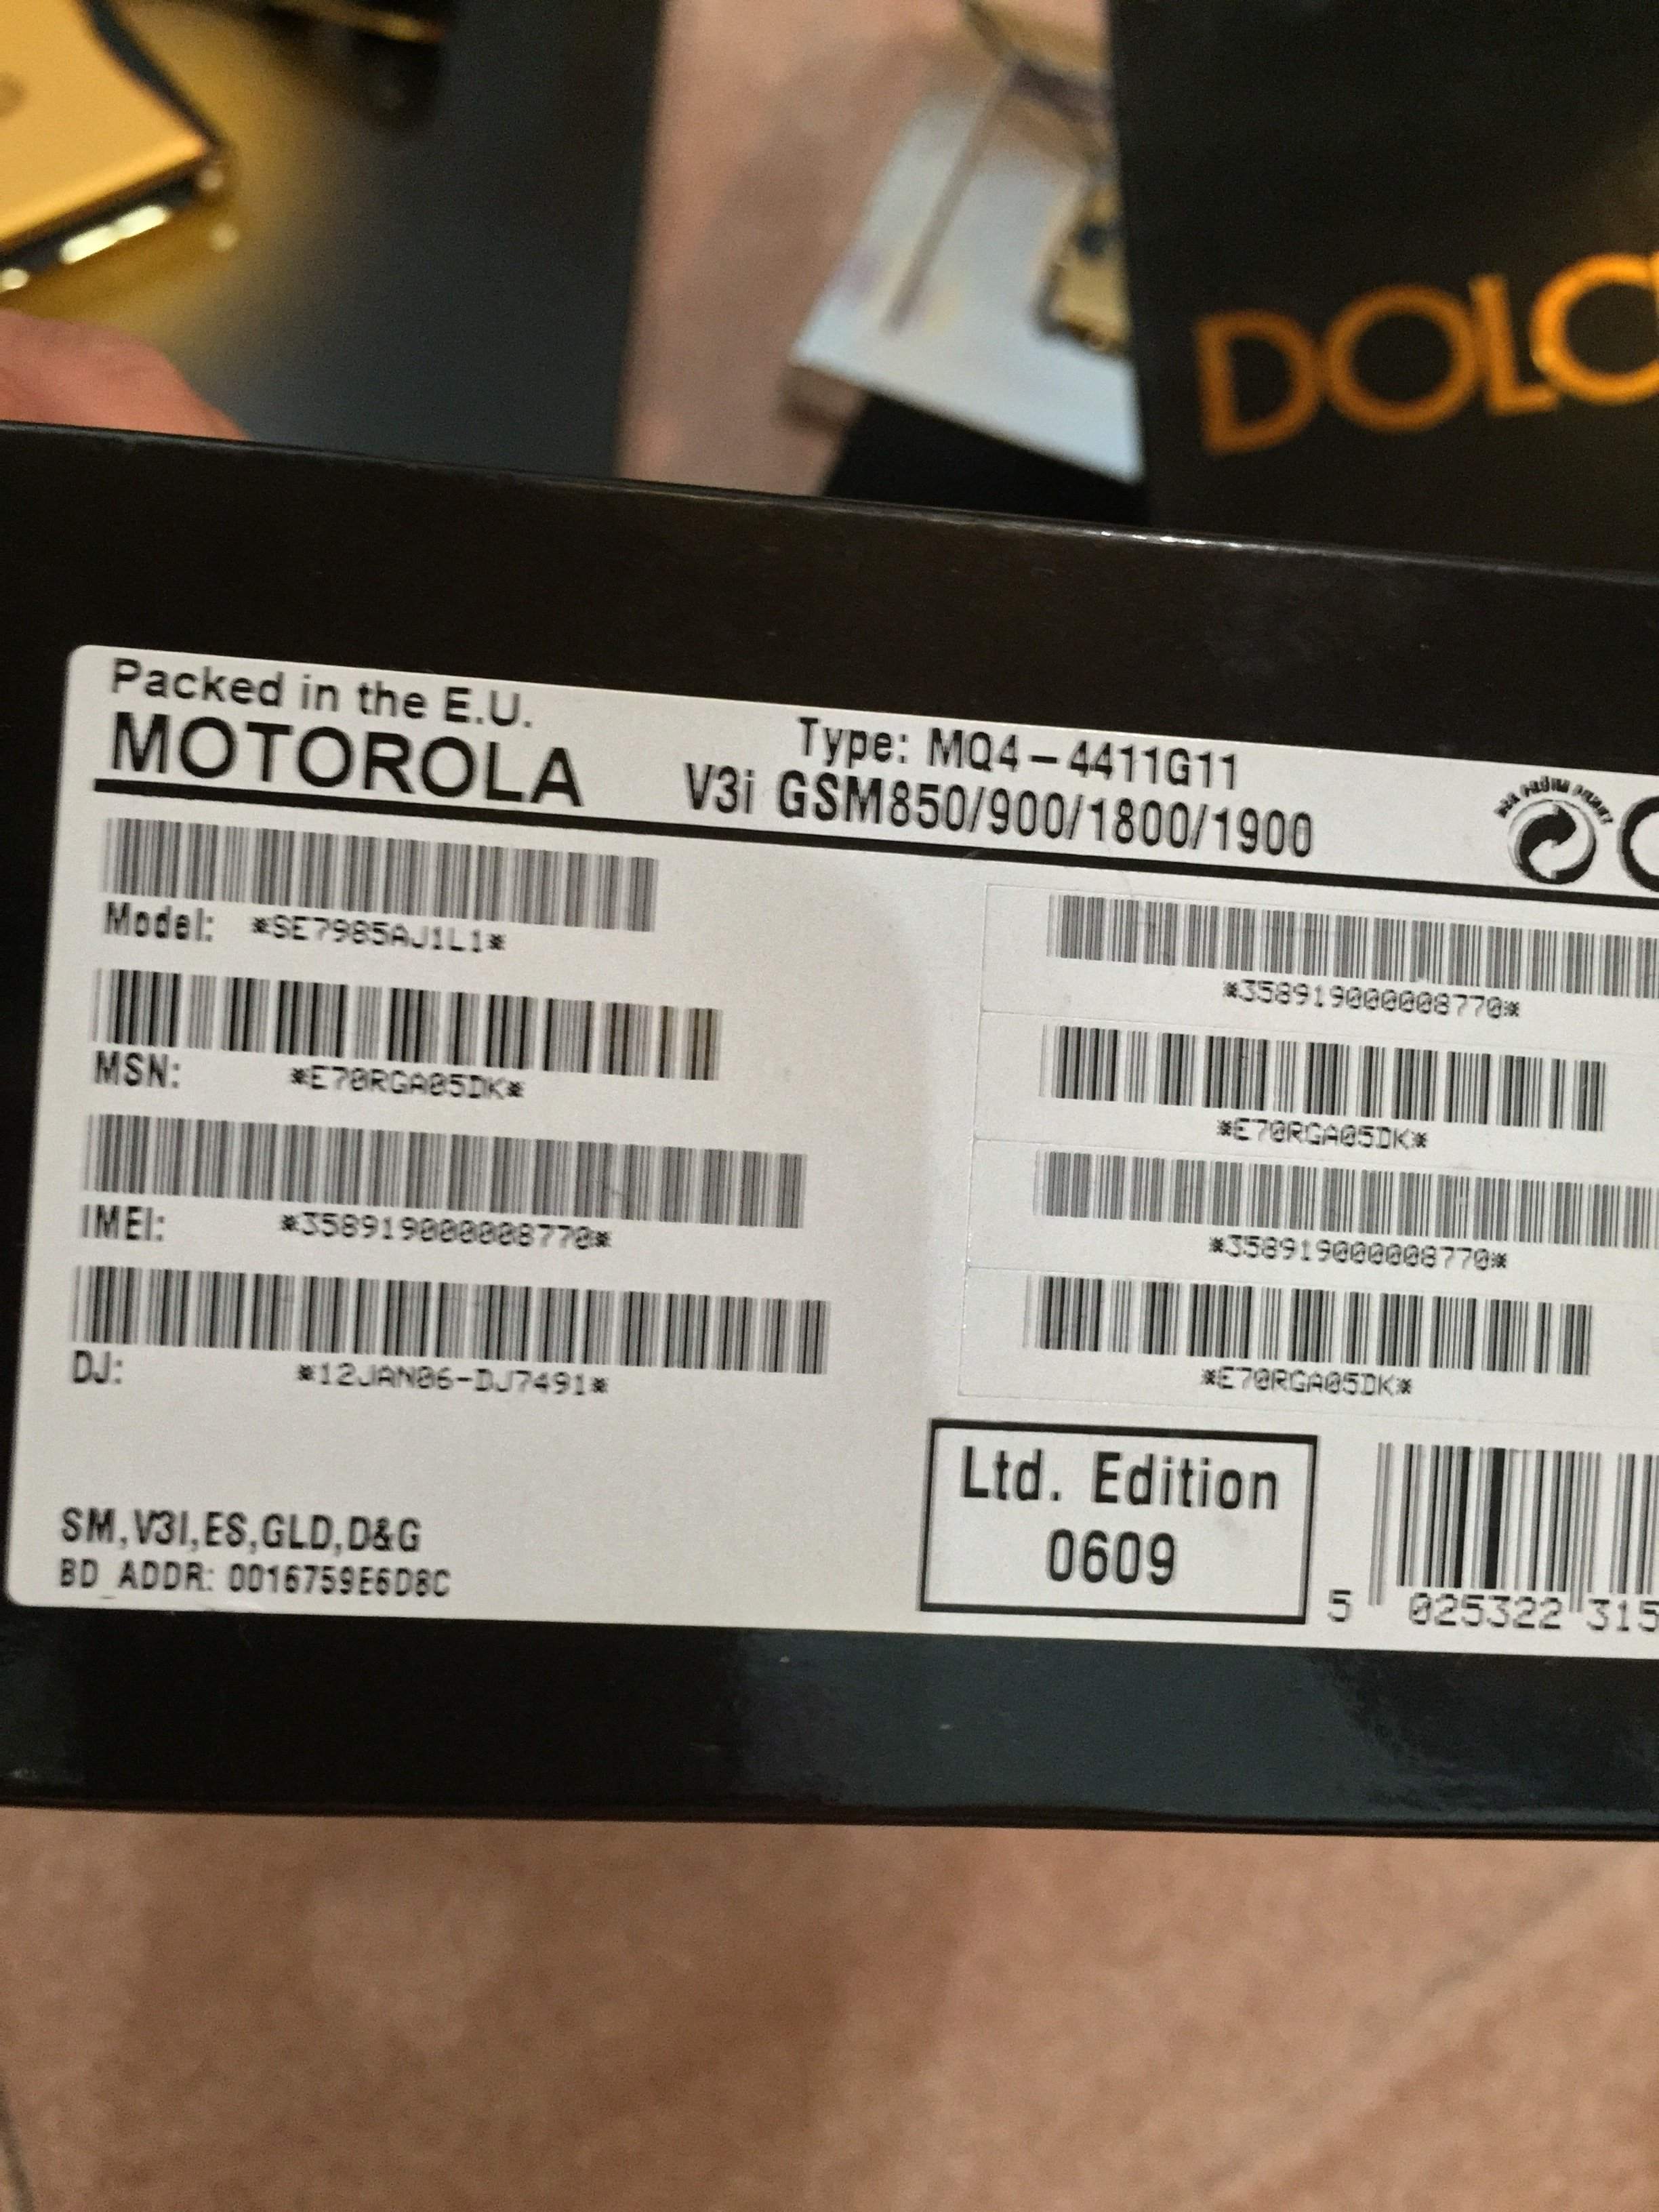 DOLC
Packed in the E.U.
MOTOROLA
Type: MQ4-4411G11
V3i GSM850/900/1800/1900
Model: *SE7985AJ1L1*
MSN: *E70RGA05DK*
IMEI: *358919000008770*
DJ: *12JAN06-DJ7491*
SM,V3I,ES,GLD,D&G
BD_ADDR: 0016759E6D8C
*358919000008770*
*E70RGA05DK*
*358919000008770*
*E70RGA05DK*
Ltd. Edition
0609
5 025322 315